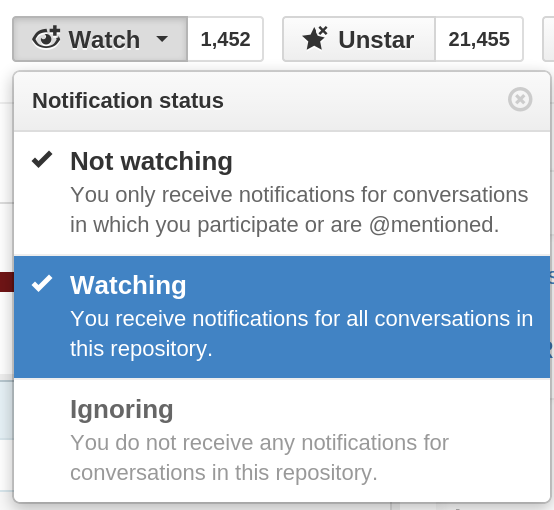 Watch 1,452 Unstar 21,455
Notification status
Not watching
You only receive notifications for conversations
in which you participate or are @mentioned.
Watching
You receive notifications for all conversations in
this repository.
Ignoring
You do not receive any notifications for
conversations in this repository.